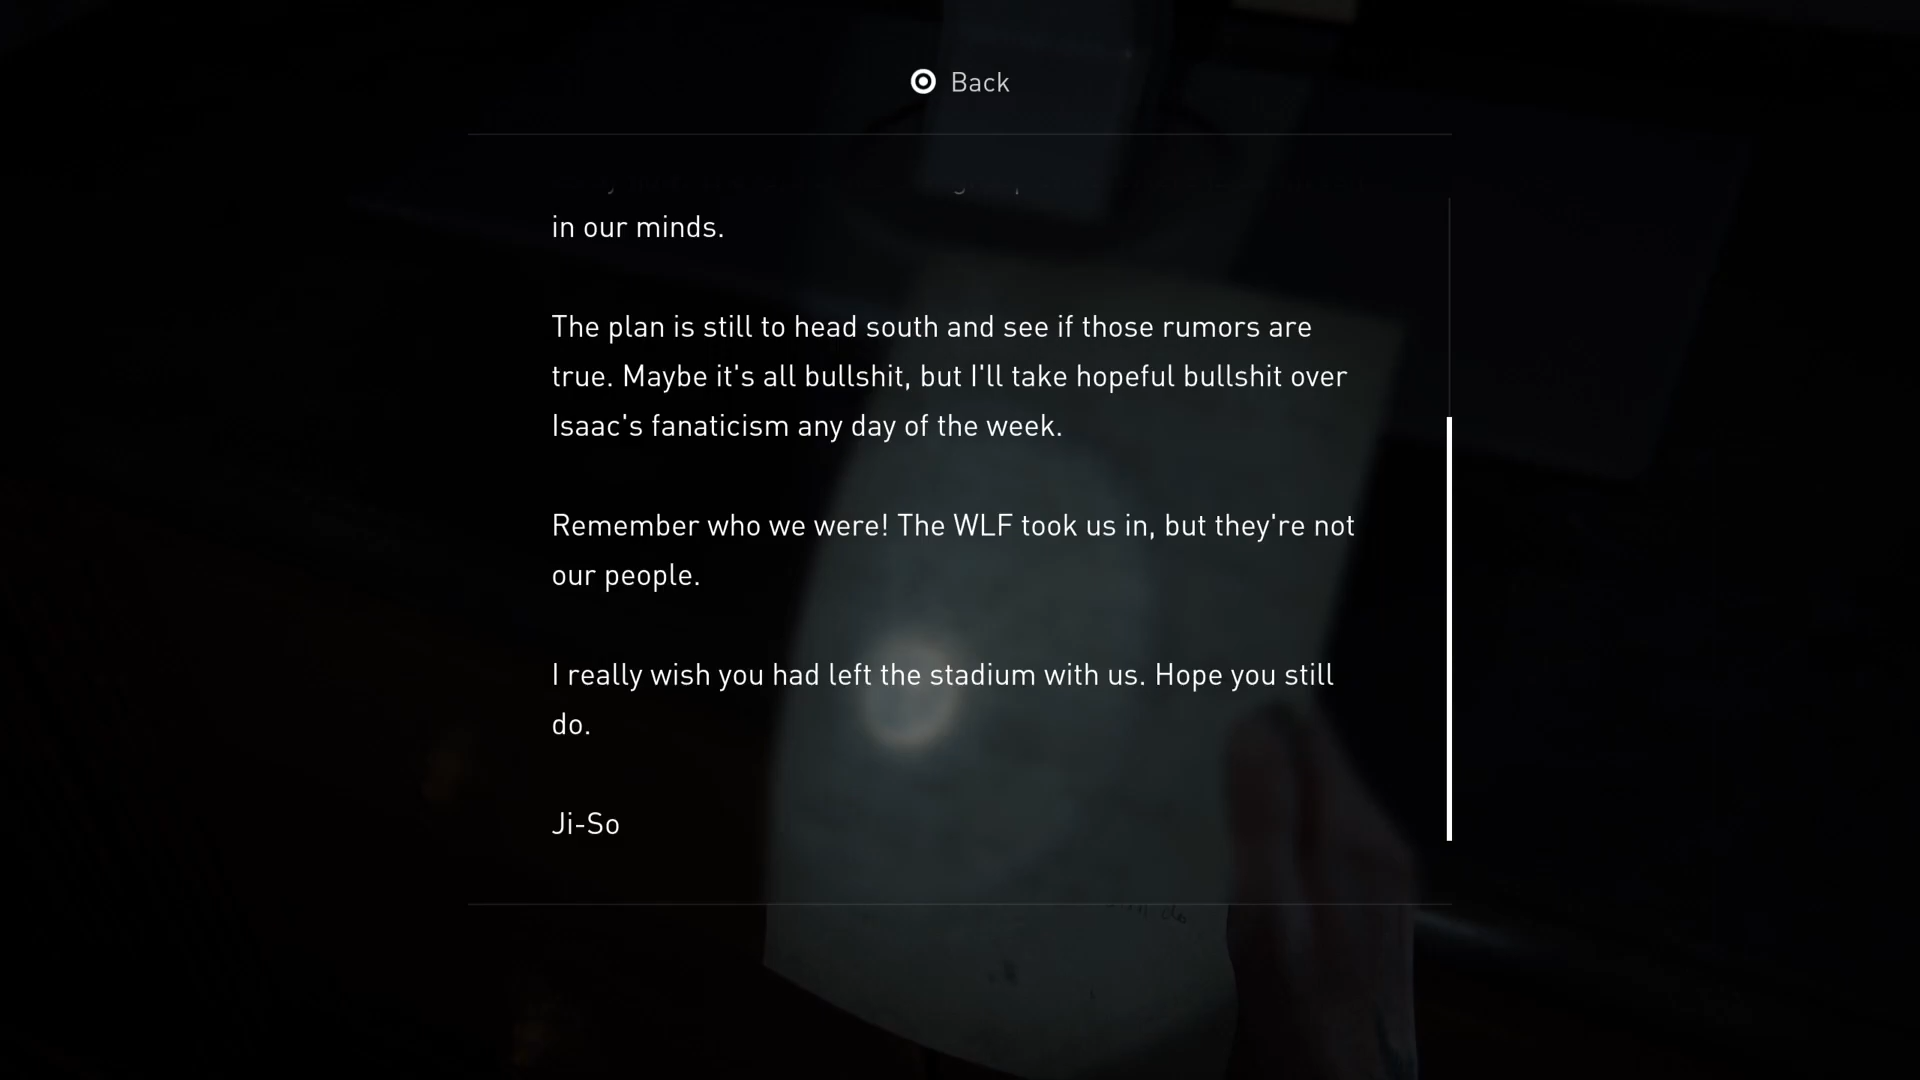 Back
in our minds.
The plan is still to head south and see if those rumors are
true. Maybe it's all bullshit, but I'll take hopeful bullshit over
Isaac's fanaticism any day of the week.
Remember who we were! The WLF took us in, but they're not
our people.
I really wish you had left the stadium with us. Hope you still
do.
Ji-So
do